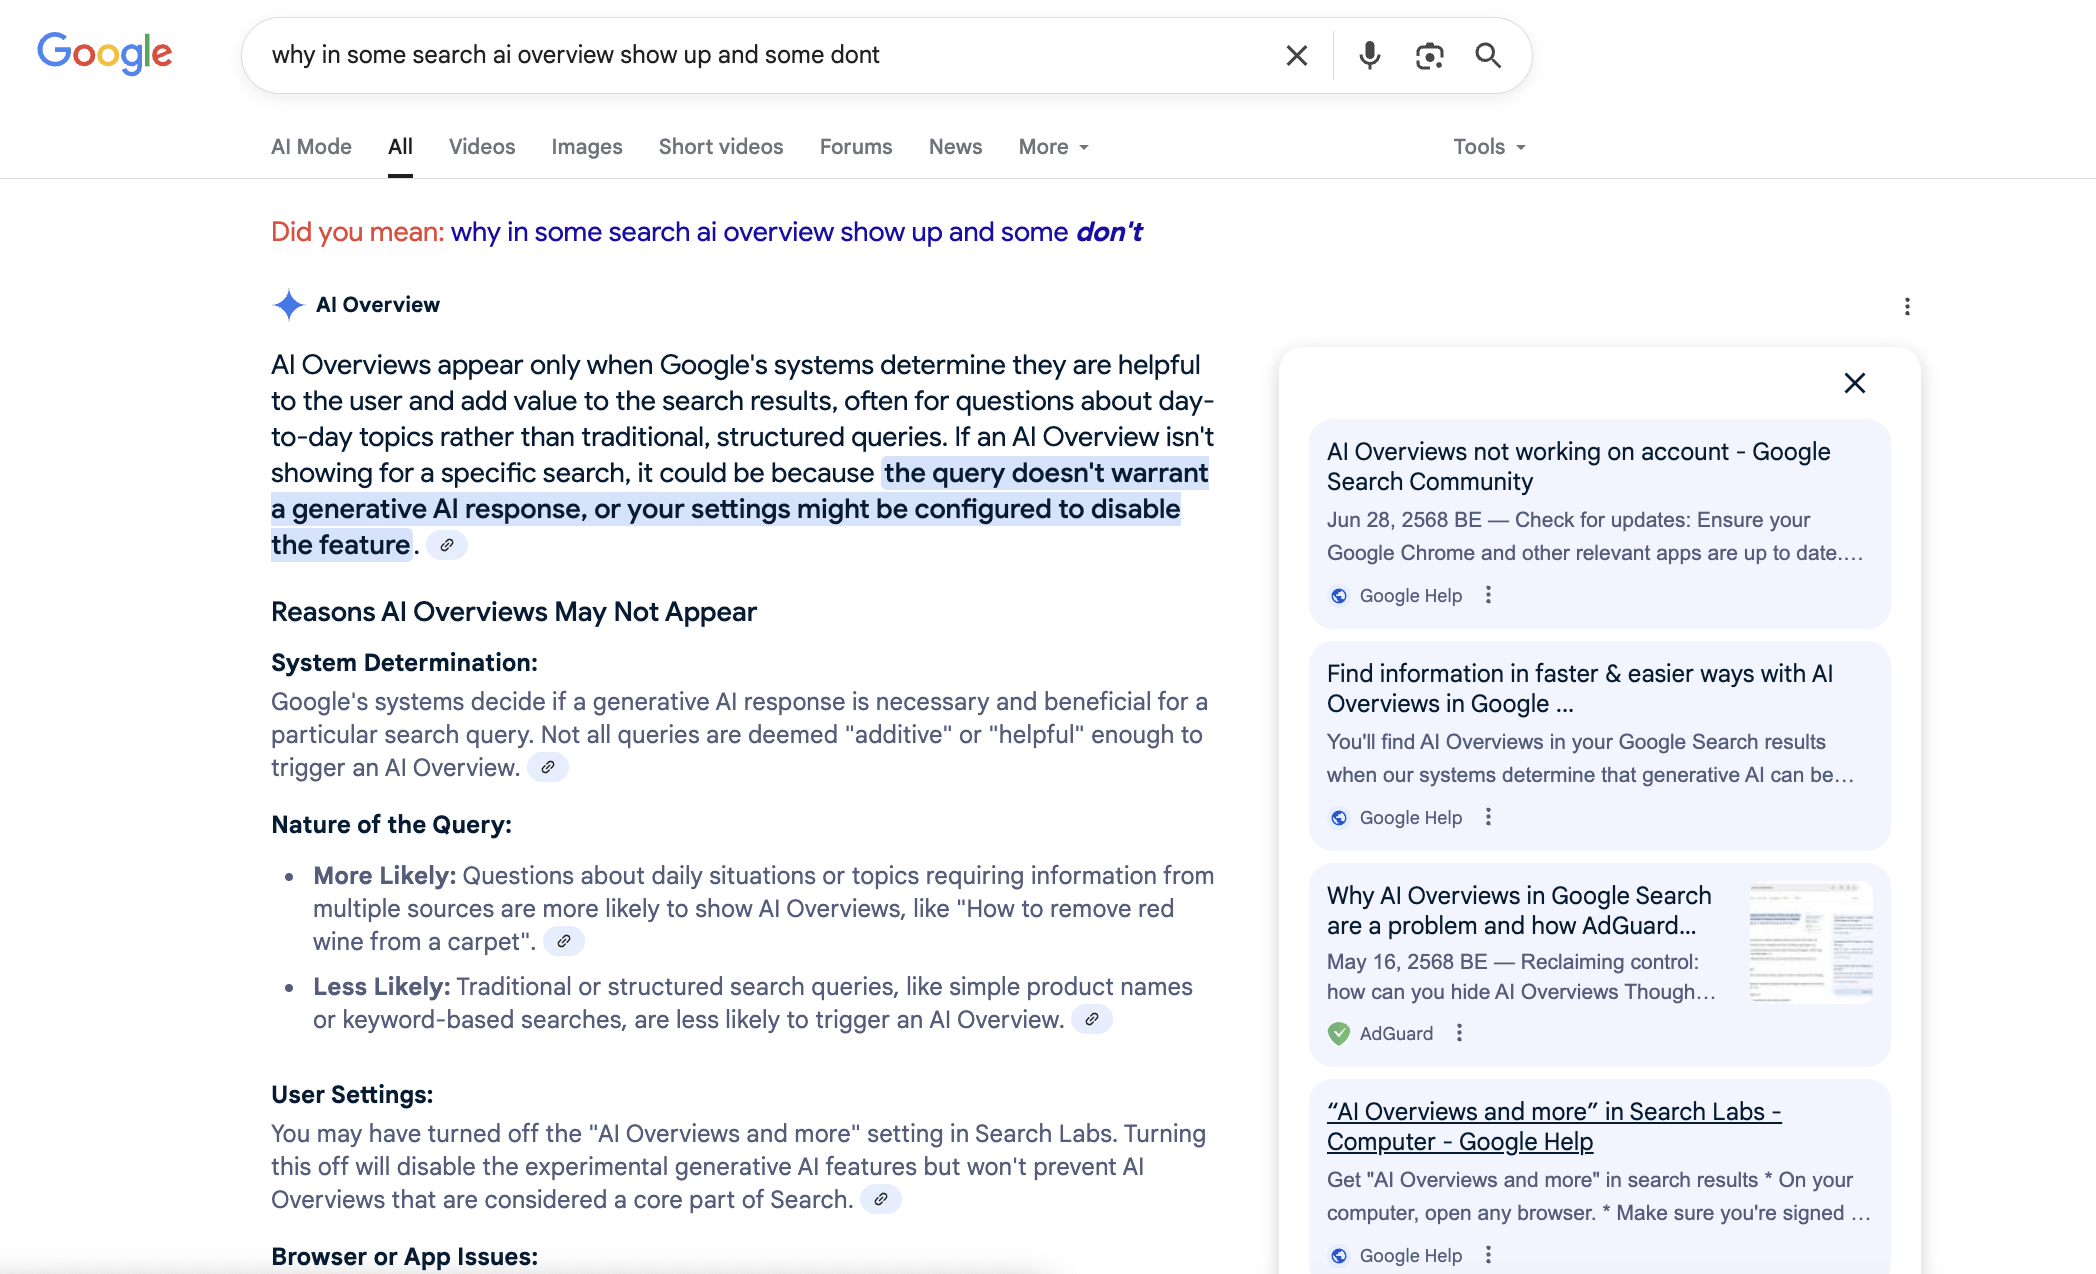 Google
why in some search ai overview show up and some dont
AI Mode
All
Videos
Images
Short videos
Forums
News
More
Tools
Did you mean: why in some search ai overview show up and some don't
AI Overview
AI Overviews appear only when Google's systems determine they are helpful
to the user and add value to the search results, often for questions about day-
to-day topics rather than traditional, structured queries. If an AI Overview isn't
showing for a specific search, it could be because the query doesn't warrant
a generative AI response, or your settings might be configured to disable
the feature.
Reasons AI Overviews May Not Appear
System Determination:
Google's systems decide if a generative AI response is necessary and beneficial for a
particular search query. Not all queries are deemed "additive" or "helpful" enough to
trigger an AI Overview.
Nature of the Query:
• More Likely: Questions about daily situations or topics requiring information from
multiple sources are more likely to show AI Overviews, like "How to remove red
wine from a carpet".
• Less Likely: Traditional or structured search queries, like simple product names
or keyword-based searches, are less likely to trigger an AI Overview.
User Settings:
You may have turned off the "AI Overviews and more" setting in Search Labs. Turning
this off will disable the experimental generative AI features but won't prevent AI
Overviews that are considered a core part of Search.
Browser or App Issues:
AI Overviews not working on account - Google
Search Community
Jun 28, 2568 BE — Check for updates: Ensure your
Google Chrome and other relevant apps are up to date....
Google Help
Find information in faster & easier ways with AI
Overviews in Google ...
You'll find AI Overviews in your Google Search results
when our systems determine that generative AI can be...
Google Help
Why AI Overviews in Google Search
are a problem and how AdGuard...
May 16, 2568 BE — Reclaiming control:
how can you hide AI Overviews Though...
AdGuard
“AI Overviews and more” in Search Labs -
Computer - Google Help
Get "AI Overviews and more" in search results * On your
computer, open any browser. * Make sure you're signed ...
Google Help